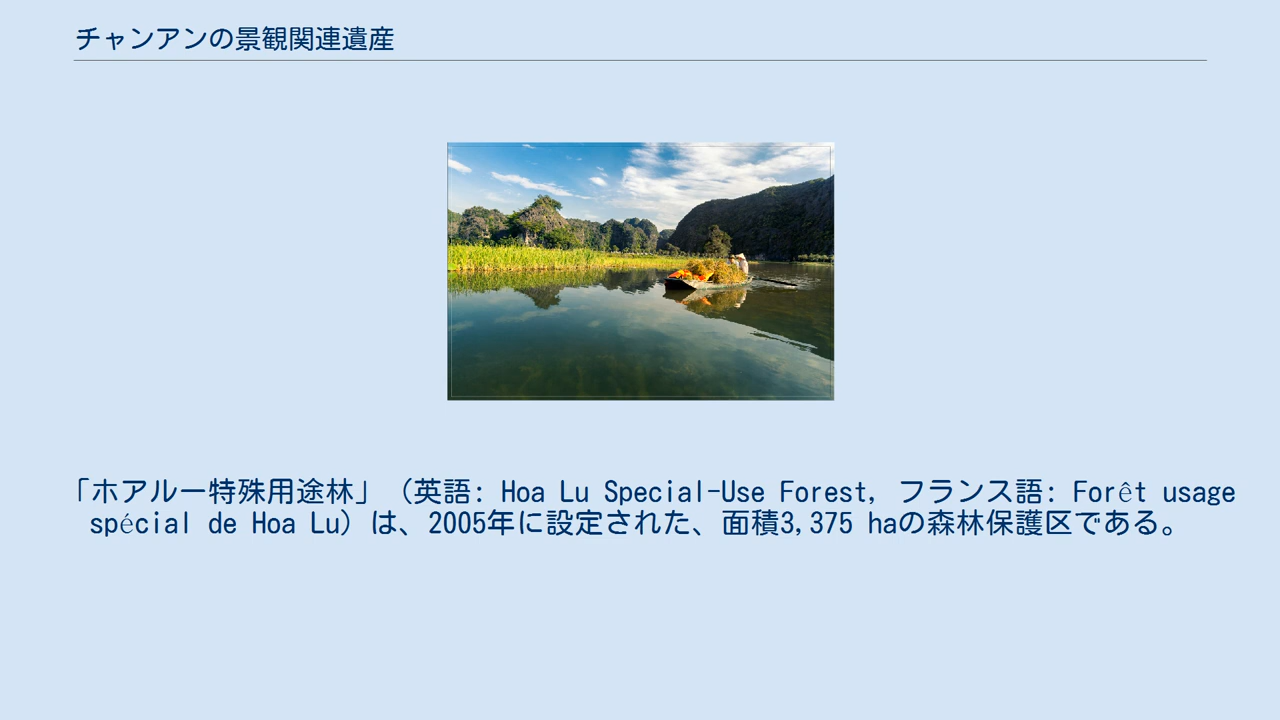 チャンアンの景観関連遺産
「ホアルー特殊用途林」（英語: Hoa Lu Special-Use Forest, フランス語: Forêt usage
spécial de Hoa Lu）は、2005年に設定された、面積3,375 haの森林保護区である。